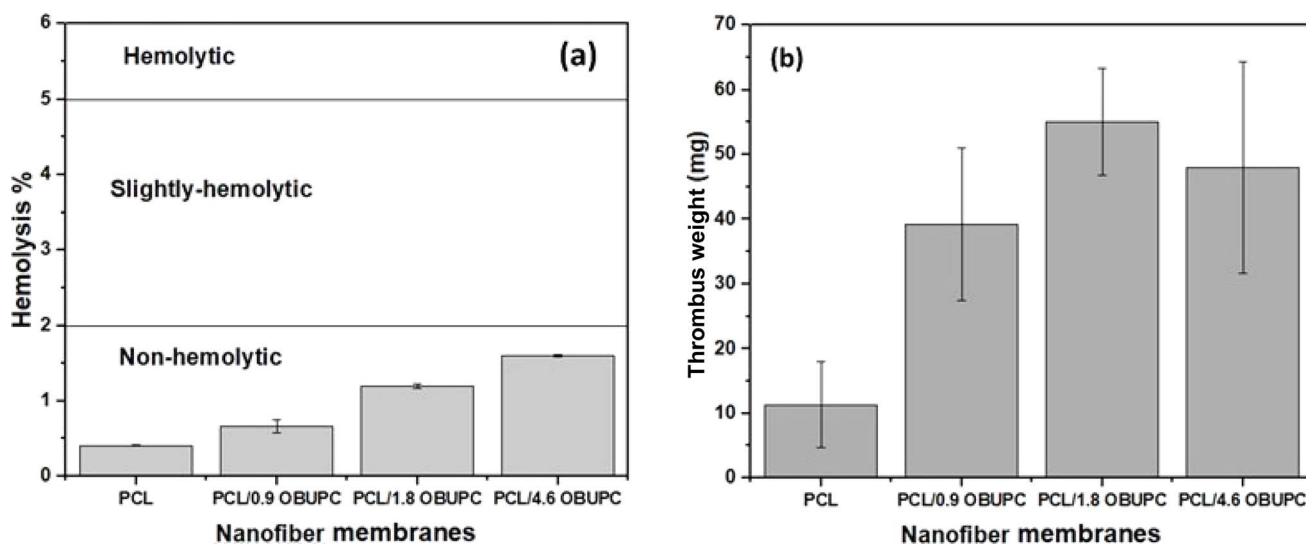 (a)
Hemolysis %
6
5
4
3
2
1
0
Hemolytic
Slightly-hemolytic
Non-hemolytic
PCL PCL/0.9 OBUPC PCL/1.8 OBUPC PCL/4.6 OBUPC
Nanofiber membranes
(b)
Thrombus weight (mg)
70
60
50
40
30
20
10
0
PCL PCL/0.9 OBUPC PCL/1.8 OBUPC PCL/4.6 OBUPC
Nanofiber membranes